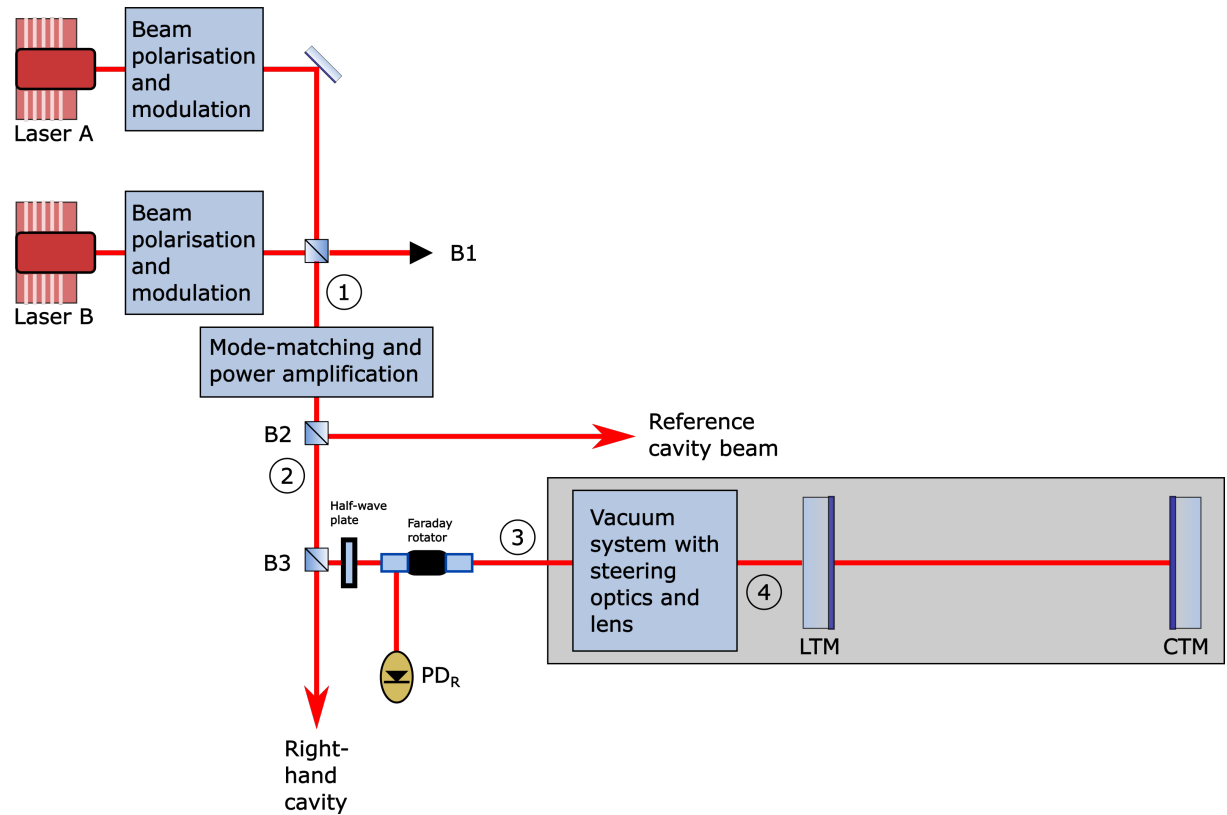 Beam
polarisation
and
modulation
Laser A
Beam
polarisation
and
modulation
Laser B
B1
1
Mode-matching and
power amplification
B2
Reference
cavity beam
2
Half-wave
plate
Faraday
rotator
3
B3
Vacuum
system with
steering
optics and
lens
4
LTM
CTM
PDR
Right-
hand
cavity